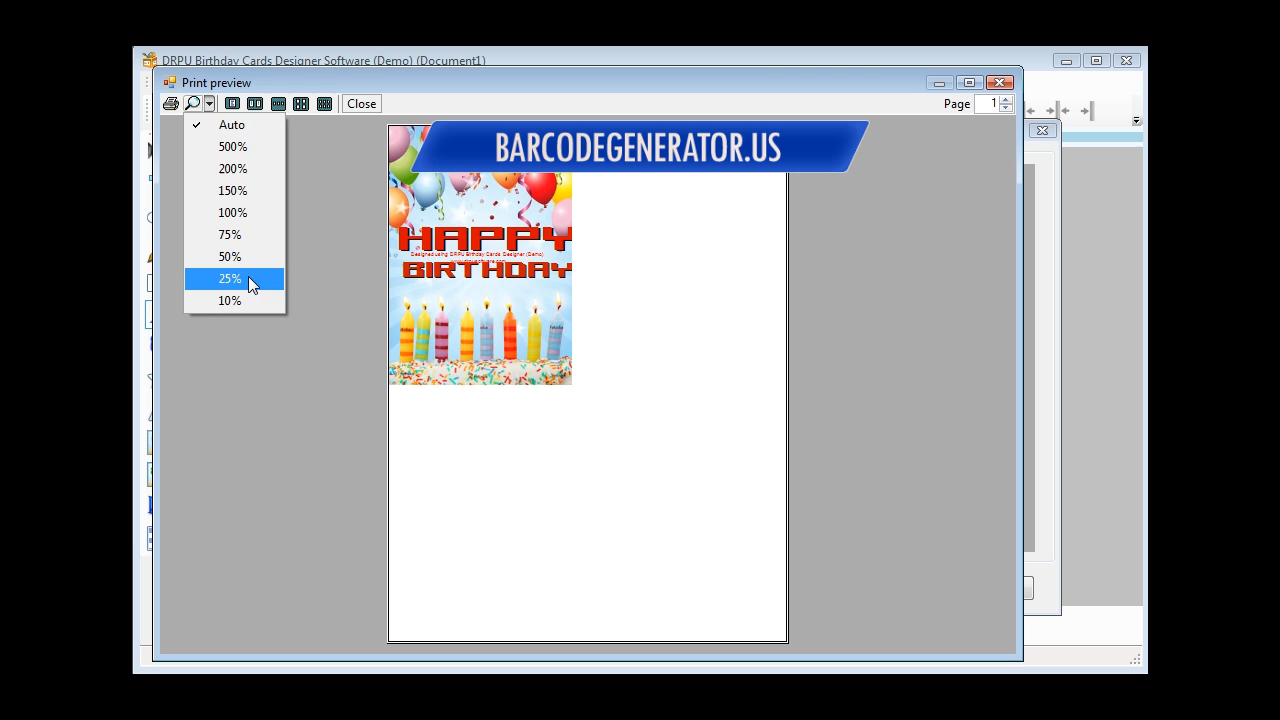 DRPU Birthday Cards Designer Software (Demo) (Document1)
Print preview
Close
Page 1
Auto
500%
200%
150%
100%
75%
50%
25%
10%
BARCODEGENERATOR.US
HAPPY
Designed using DRPU Birthday Cards Designer (Demo)
BIRTHDAY